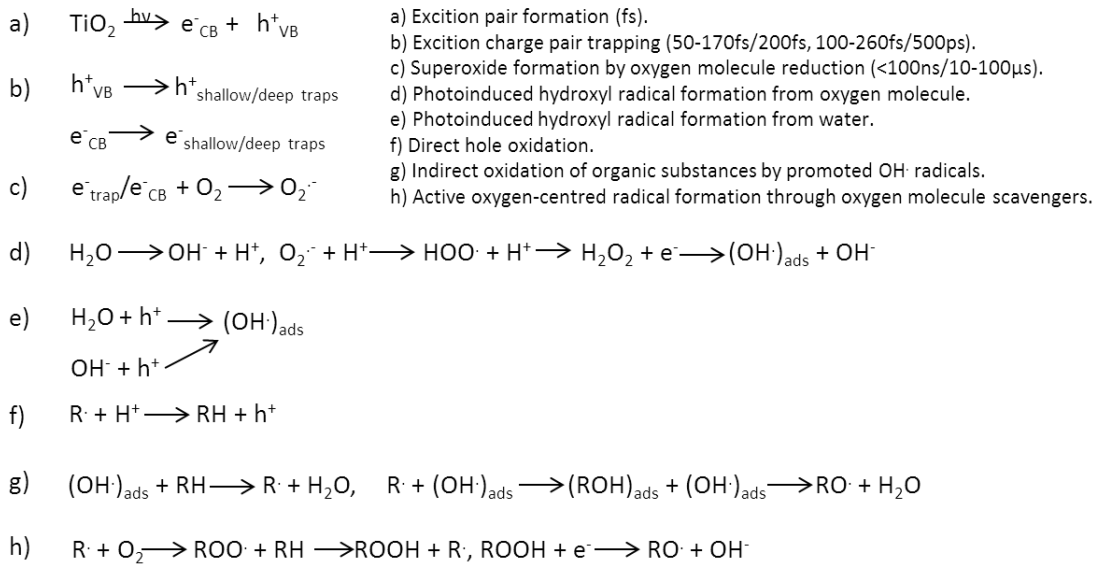 a) TiO₂ —hν→ e⁻CB + h⁺VB
b) h⁺VB ⟶ h⁺shallow/deep traps
e⁻CB ⟶ e⁻shallow/deep traps
c) e⁻trap/e⁻CB + O₂ ⟶ O₂·⁻
a) Excition pair formation (fs).
b) Excition charge pair trapping (50-170fs/200fs, 100-260fs/500ps).
c) Superoxide formation by oxygen molecule reduction (<100ns/10-100µs).
d) Photoinduced hydroxyl radical formation from oxygen molecule.
e) Photoinduced hydroxyl radical formation from water.
f) Direct hole oxidation.
g) Indirect oxidation of organic substances by promoted OH· radicals.
h) Active oxygen-centred radical formation through oxygen molecule scavengers.
d) H₂O ⟶ OH⁻ + H⁺, O₂·⁻ + H⁺ ⟶ HOO· + H⁺ ⟶ H₂O₂ + e⁻ ⟶ (OH·)ads + OH⁻
e) H₂O + h⁺ ⟶ (OH·)ads
OH⁻ + h⁺
f) R· + H⁺ ⟶ RH + h⁺
g) (OH·)ads + RH ⟶ R· + H₂O, R· + (OH·)ads ⟶ (ROH)ads + (OH·)ads ⟶ RO· + H₂O
h) R· + O₂ ⟶ ROO· + RH ⟶ ROOH + R·, ROOH + e⁻ ⟶ RO· + OH⁻